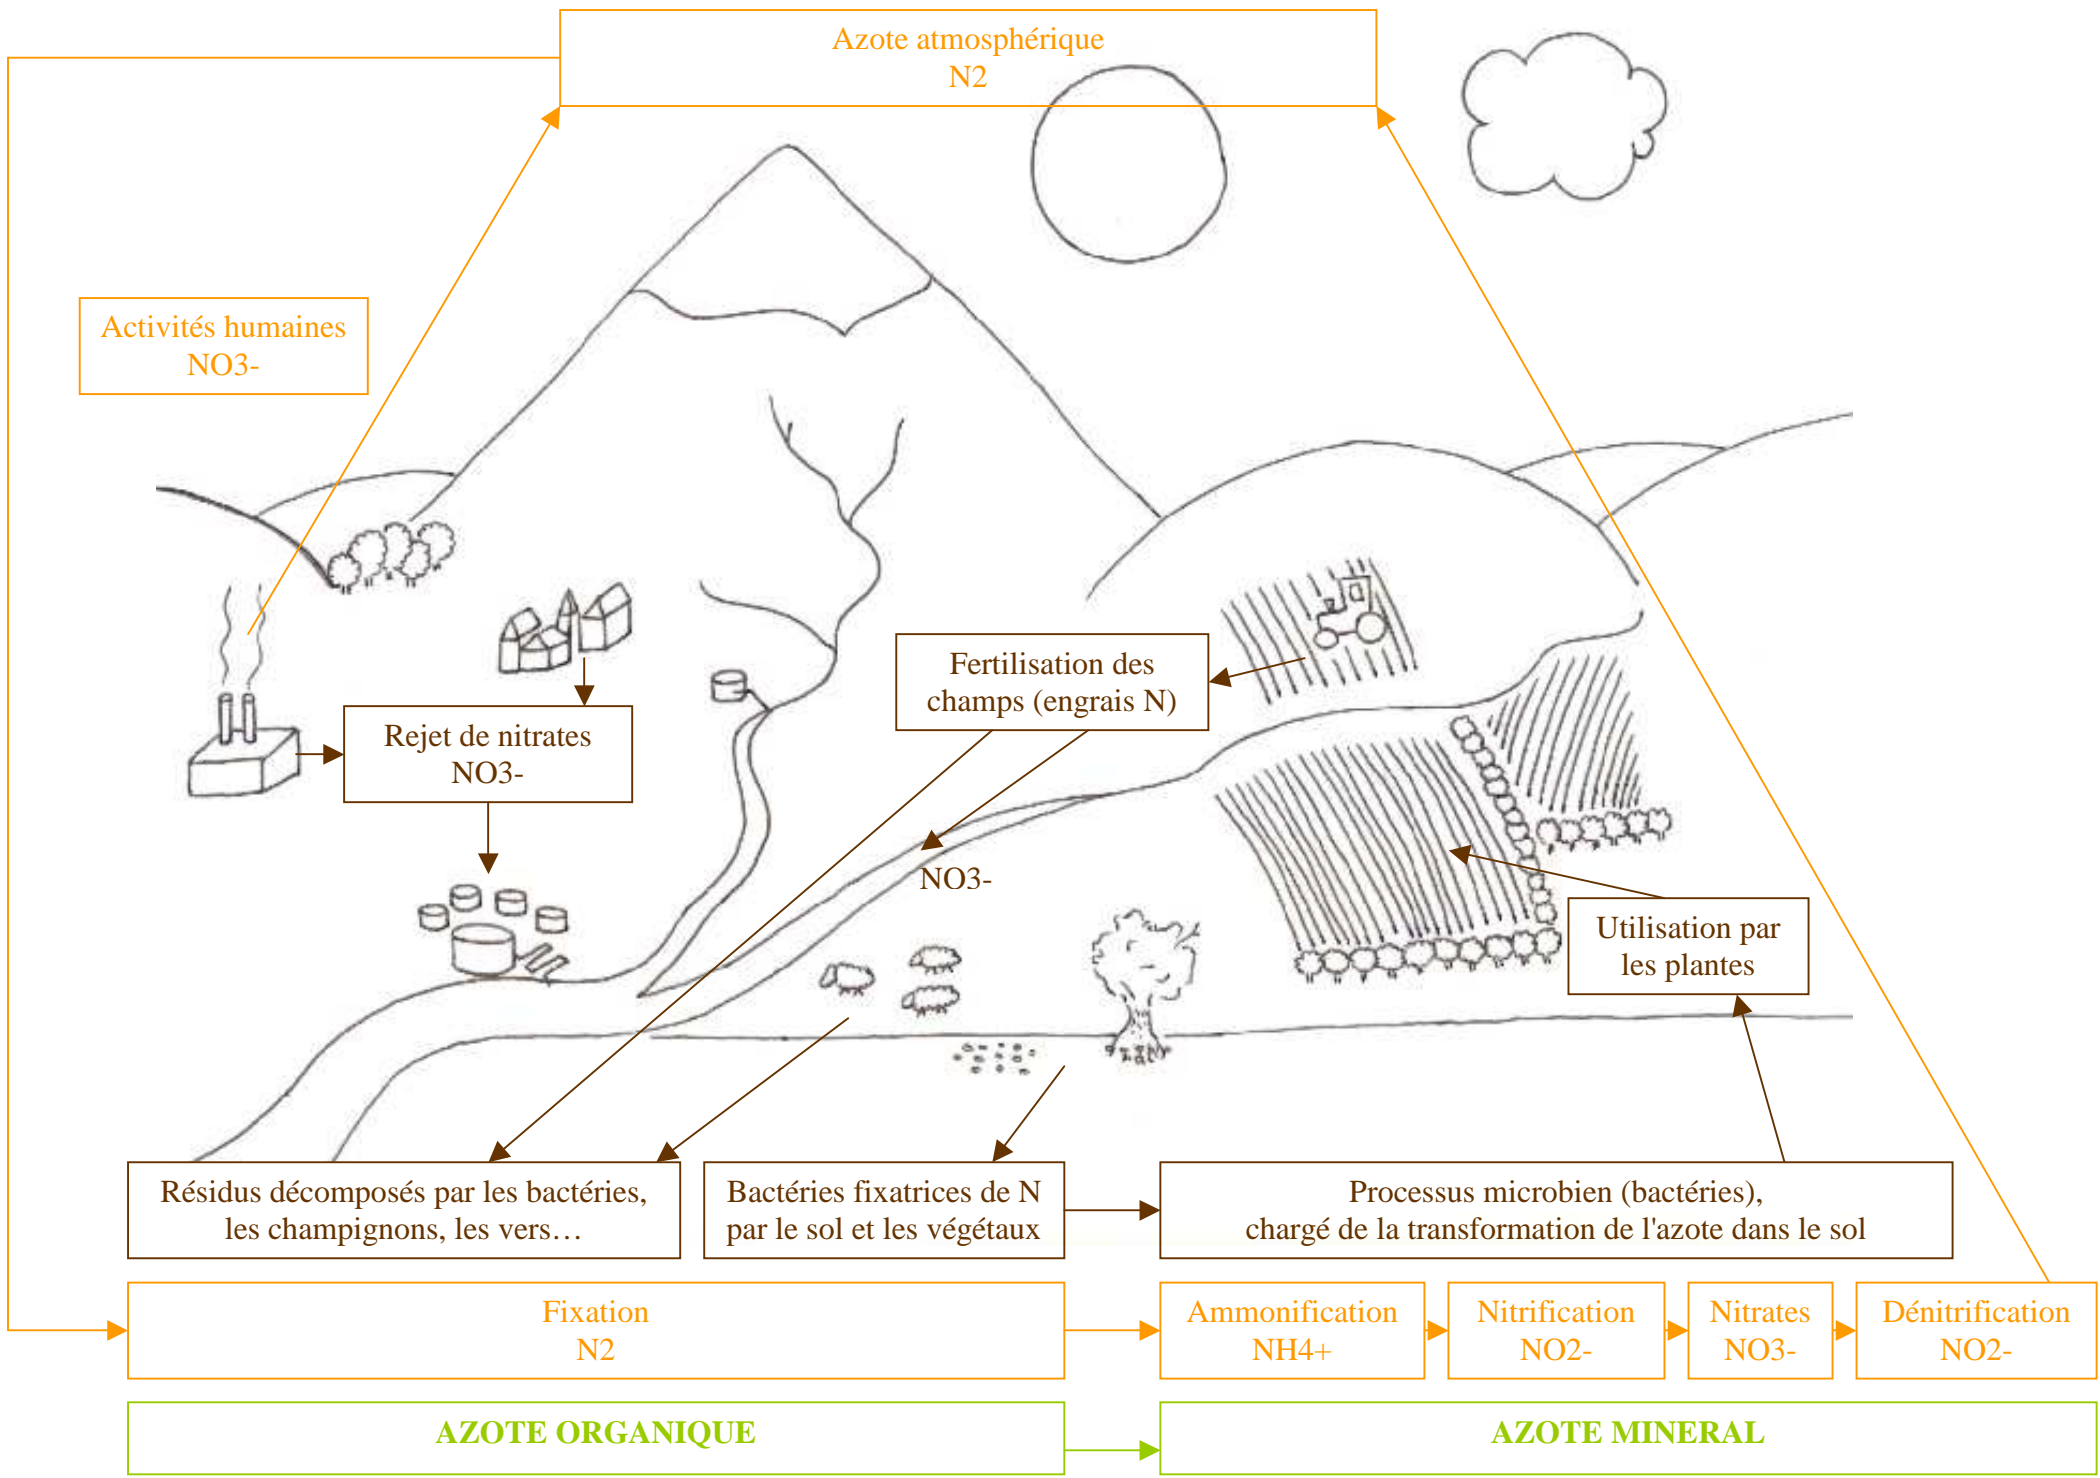 Azote atmosphérique
N2
Activités humaines
NO3-
Fertilisation des
champs (engrais N)
Rejet de nitrates
NO3-
NO3-
Utilisation par
les plantes
Résidus décomposés par les bactéries,
les champignons, les vers…
Bactéries fixatrices de N
par le sol et les végétaux
Processus microbien (bactéries),
chargé de la transformation de l'azote dans le sol
Fixation
N2
Ammonification
NH4+
Nitrification
NO2-
Nitrates
NO3-
Dénitrification
NO2-
AZOTE ORGANIQUE
AZOTE MINERAL